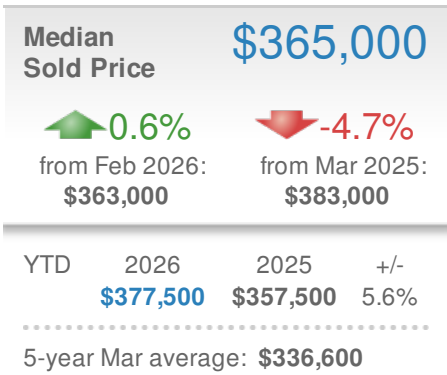 Median
Sold Price
$365,000
0.6%
-4.7%
from Feb 2026:
from Mar 2025:
$363,000
$383,000
YTD 2026 2025 +/-
$377,500 $357,500 5.6%
5-year Mar average: $336,600